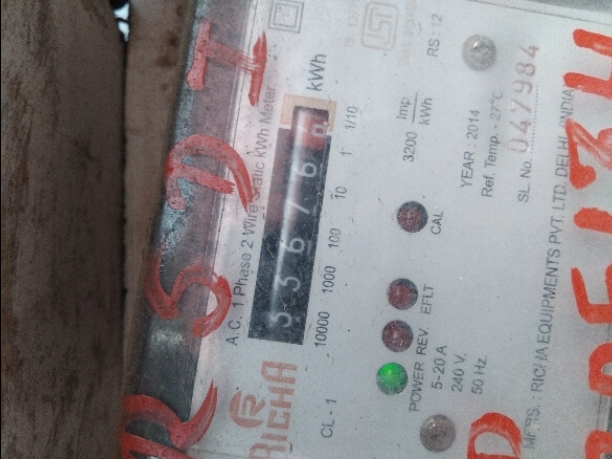 A.C. 1 Phase 2 Wire Static kWh Meter
kWh
3 3 6 7 6
10000 1000 100 10 1 1/10
RICHA
CL - 1
3200 Imp/kWh
RS : 12
CAL
EFLT
REV.
POWER
5-20 A
240 V.
50 Hz.
YEAR : 2014
Ref. Temp. - 27°C
SL. No. 047984
MFRS. : RICHA EQUIPMENTS PVT. LTD. DELHI (INDIA)